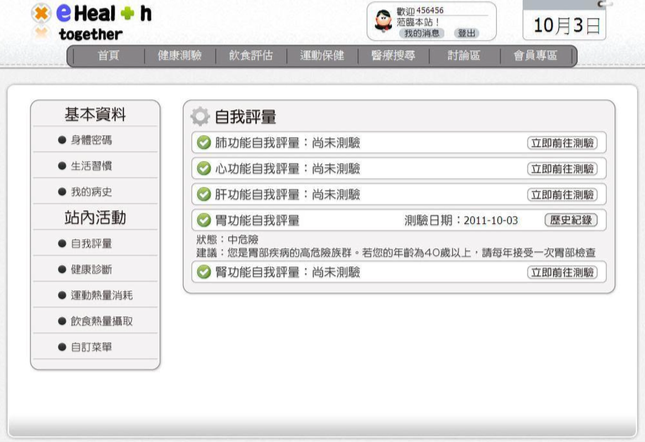 eHealth
together
歡迎 456456
蒞臨本站！
我的消息 登出
10月3日
首頁 健康測驗 飲食評估 運動保健 醫療搜尋 討論區 會員專區
基本資料
身體密碼
生活習慣
我的病史
站內活動
自我評量
健康診斷
運動熱量消耗
飲食熱量攝取
自訂菜單
自我評量
肺功能自我評量：尚未測驗 立即前往測驗
心功能自我評量：尚未測驗 立即前往測驗
肝功能自我評量：尚未測驗 立即前往測驗
胃功能自我評量 測驗日期：2011-10-03 歷史紀錄
狀態：中危險
建議：您是胃部疾病的高危險族群。若您的年齡為40歲以上，請每年接受一次胃部檢查
腎功能自我評量：尚未測驗 立即前往測驗